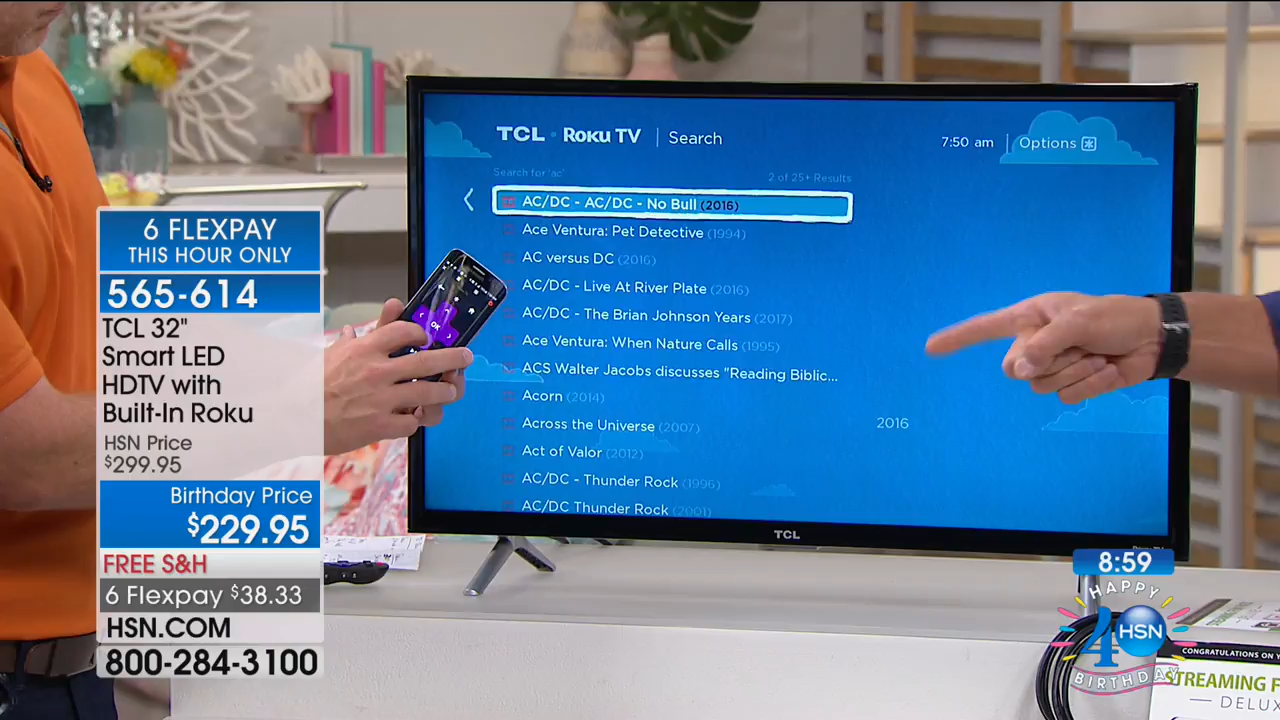 6 FLEXPAY
THIS HOUR ONLY
565-614
TCL 32"
Smart LED
HDTV with
Built-In Roku
HSN Price
$299.95
Birthday Price
$229.95
FREE S&H
6 Flexpay $38.33
HSN.COM
800-284-3100
TCL • Roku TV | Search
7:50 am | Options
Search for 'ac'
2 of 25+ Results
AC/DC - AC/DC - No Bull (2016)
Ace Ventura: Pet Detective (1994)
AC versus DC (2016)
AC/DC - Live At River Plate (2016)
AC/DC - The Brian Johnson Years (2017)
Ace Ventura: When Nature Calls (1995)
ACS Walter Jacobs discusses "Reading Biblic...
Acorn (2014)
Across the Universe (2007)
Act of Valor (2012)
AC/DC - Thunder Rock (1996)
AC/DC Thunder Rock (2001)
2016
OK
TCL
8:59
HAPPY
40
HSN
BIRTHDAY
CONGRATULATIONS ON Y
STREAMING F
DELUX